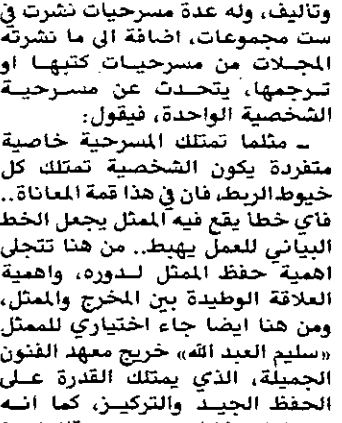 وتأليف، وله عدة مسرحيات نشرت في
ست مجموعات، اضافة الى ما نشرته
المجلات من مسرحيات كتبها او
ترجمها، يتحدث عن مسرحية
الشخصية الواحدة، فيقول:
ـ مثلما تمتلك المسرحية خاصية
متفردة يكون الشخصية تمتلك كل
خيوط الربط، فان في هذا قمة المعاناة..
فأي خطأ يقع فيه الممثل يجعل الخط
البياني للعمل يهبط.. من هنا تتجلى
اهمية حفظ الممثل لدوره، واهمية
العلاقة الوطيدة بين المخرج والممثل،
ومن هنا ايضا جاء اختياري للممثل
«سليم العبد الله» خريج معهد الفنون
الجميلة، الذي يمتلك القدرة على
الحفظ الجيد والتركيز، كما انه